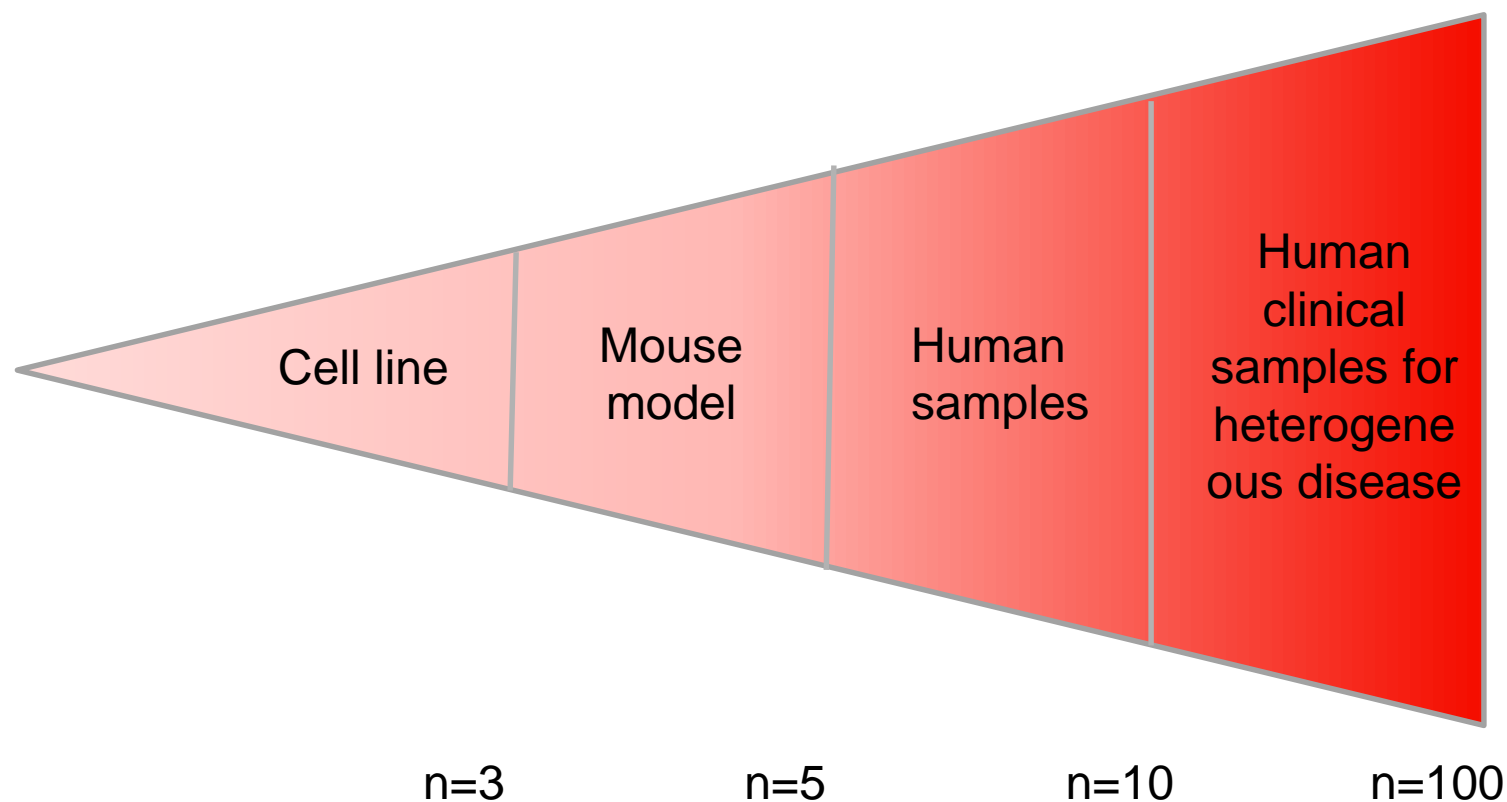 Cell line
Mouse
model
Human
samples
Human
clinical
samples for
heterogene
ous disease
n=3
n=5
n=10
n=100